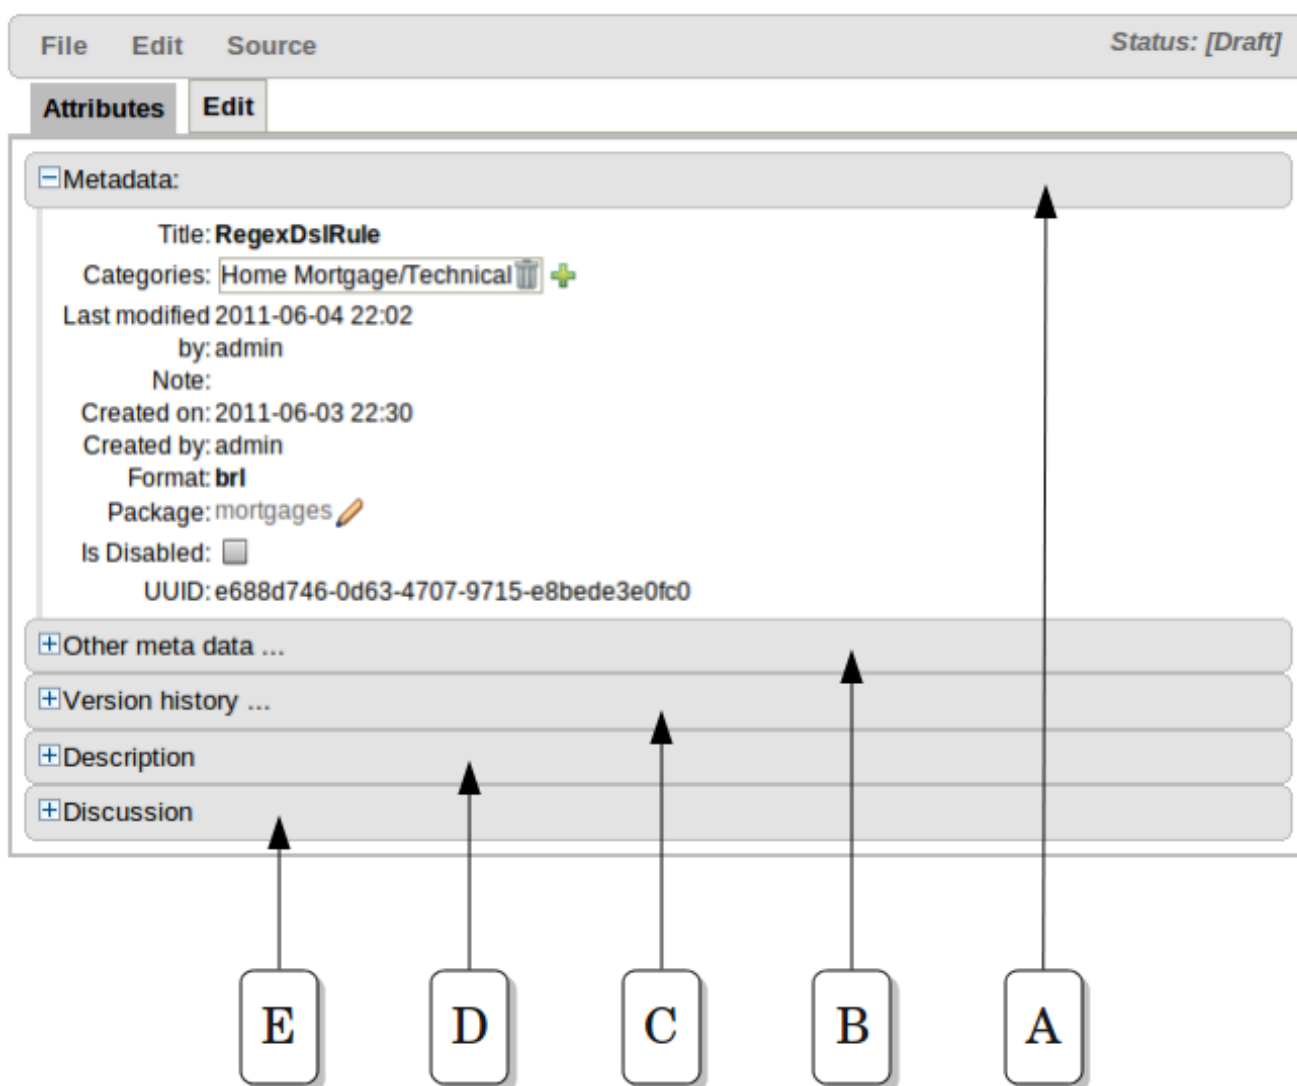 File Edit Source Status: [Draft]
Attributes Edit
Metadata:
Title: RegexDslRule
Categories: Home Mortgage/Technical
Last modified 2011-06-04 22:02
by: admin
Note:
Created on: 2011-06-03 22:30
Created by: admin
Format: brl
Package: mortgages
Is Disabled:
UUID: e688d746-0d63-4707-9715-e8bede3e0fc0
Other meta data ...
Version history ...
Description
Discussion
E D C B A